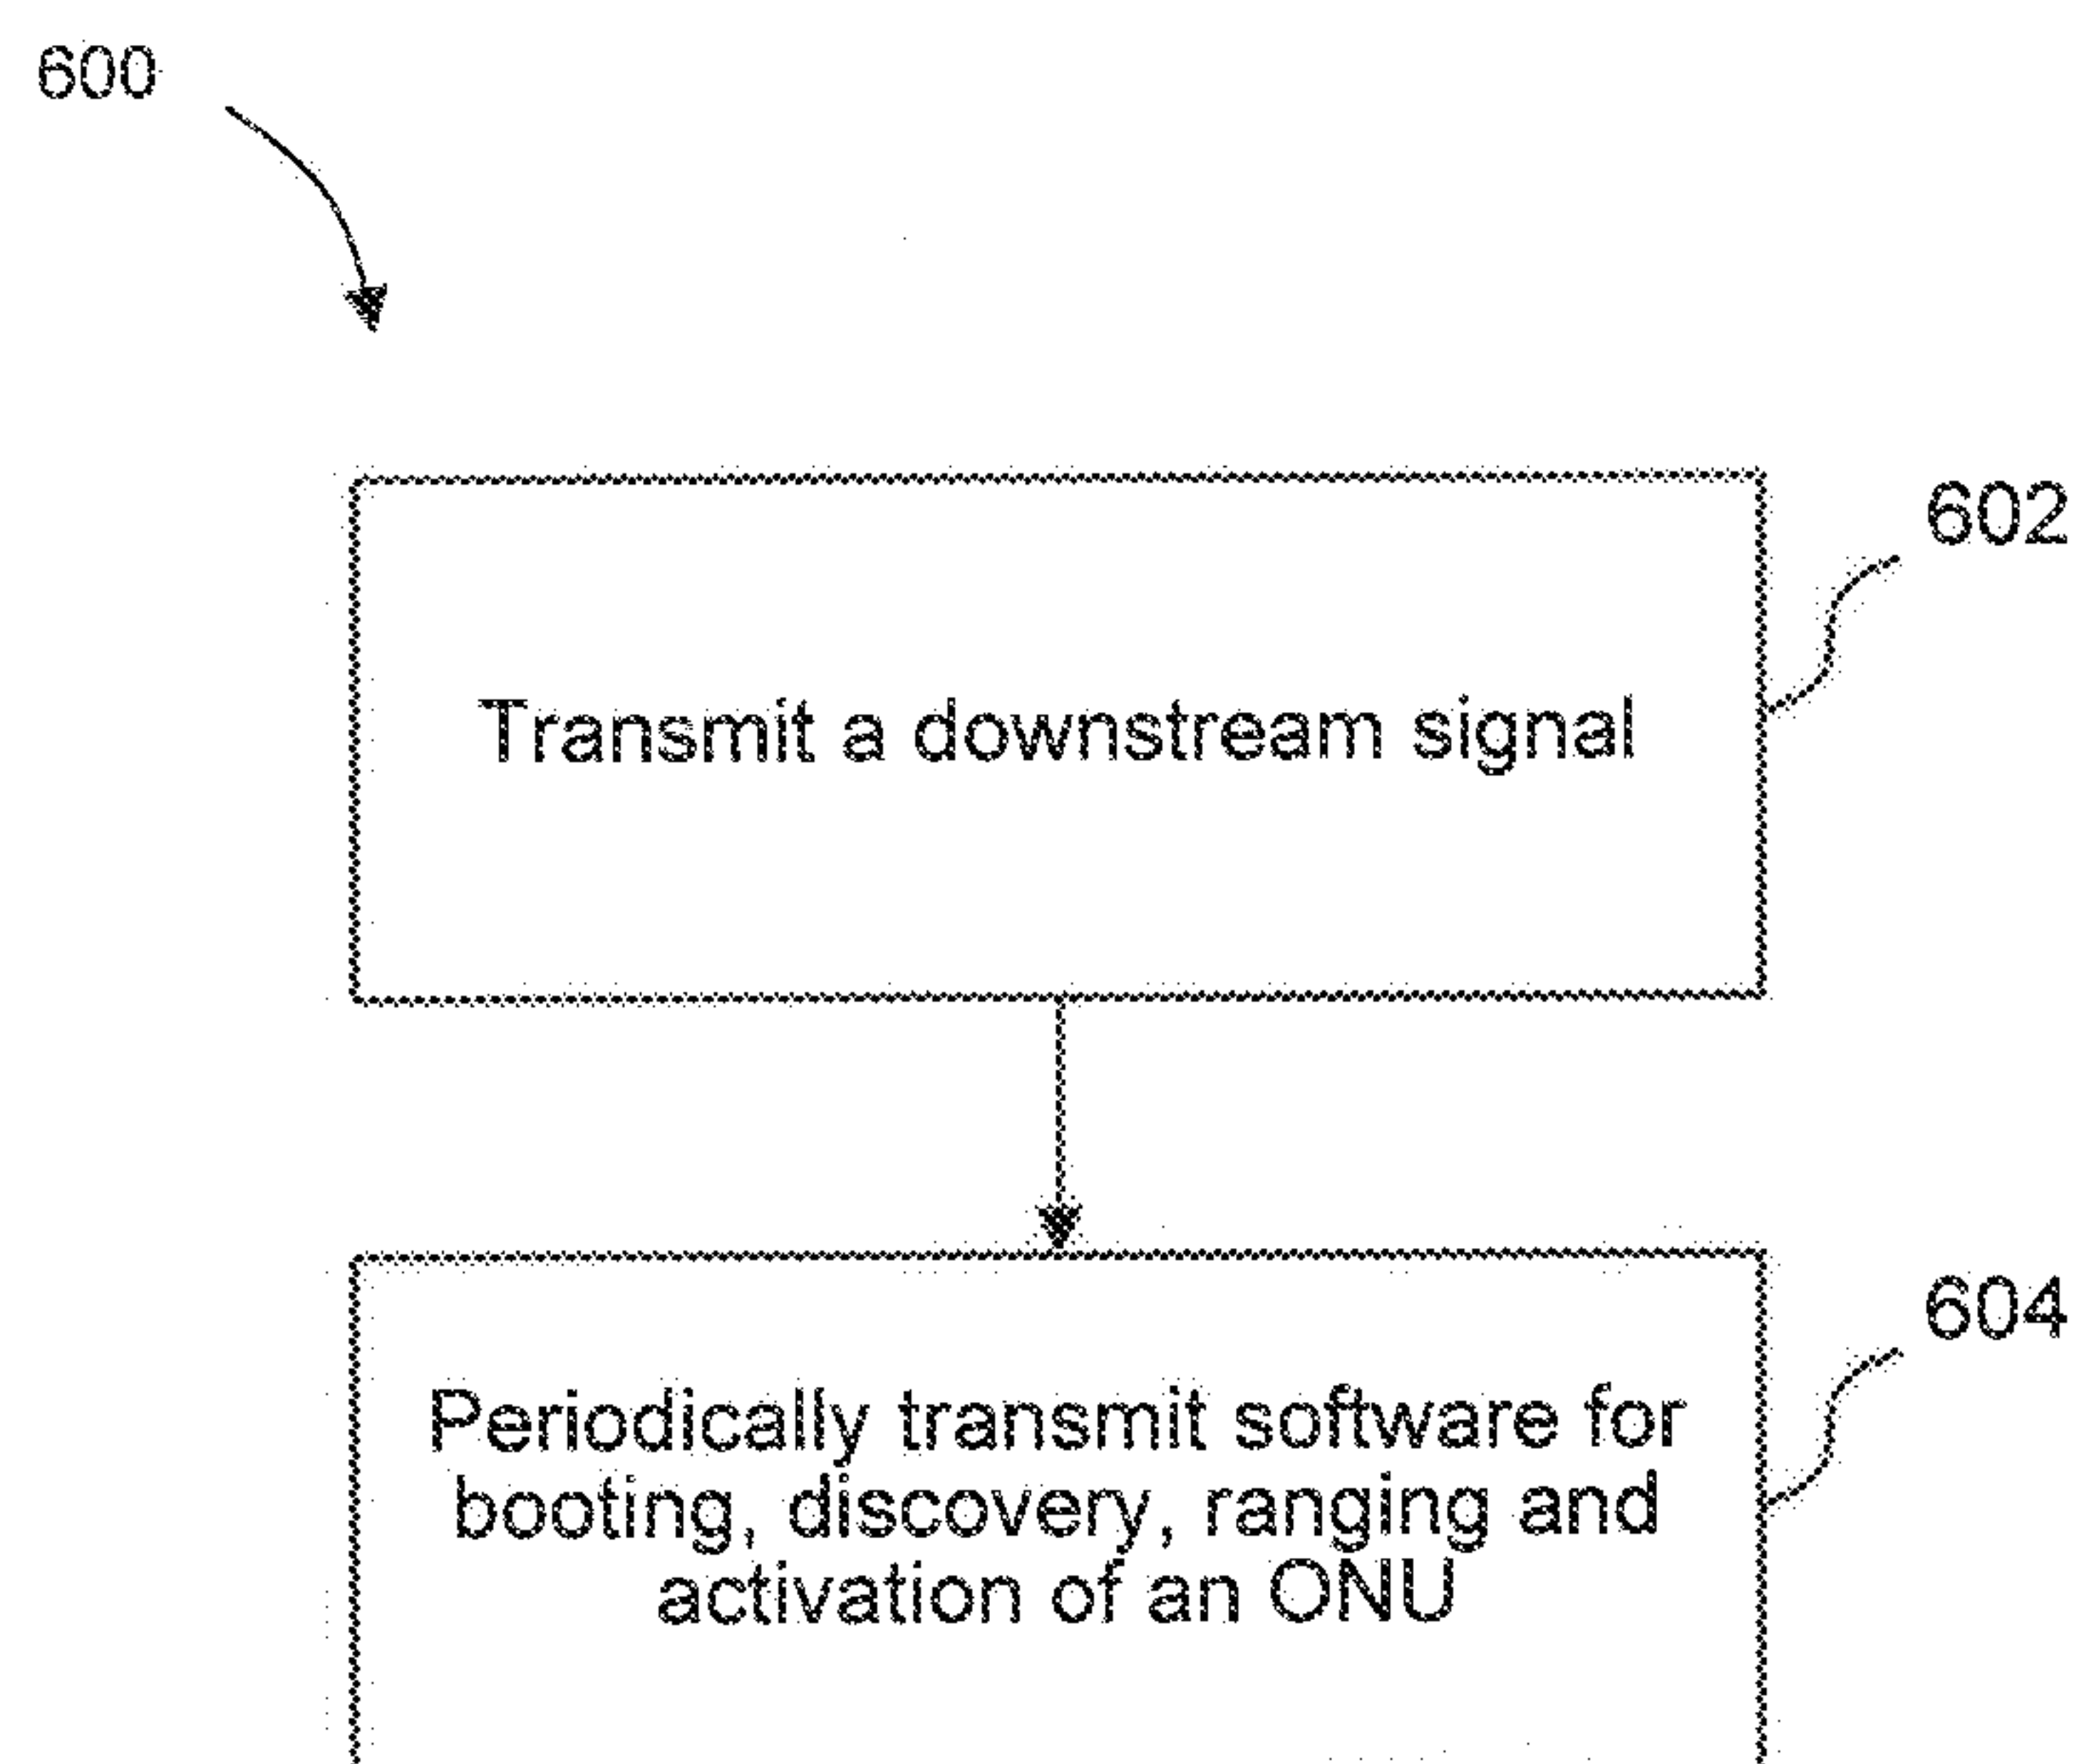 600
602
Transmit a downstream signal
604
Periodically transmit software for
booting, discovery, ranging and
activation of an ONU